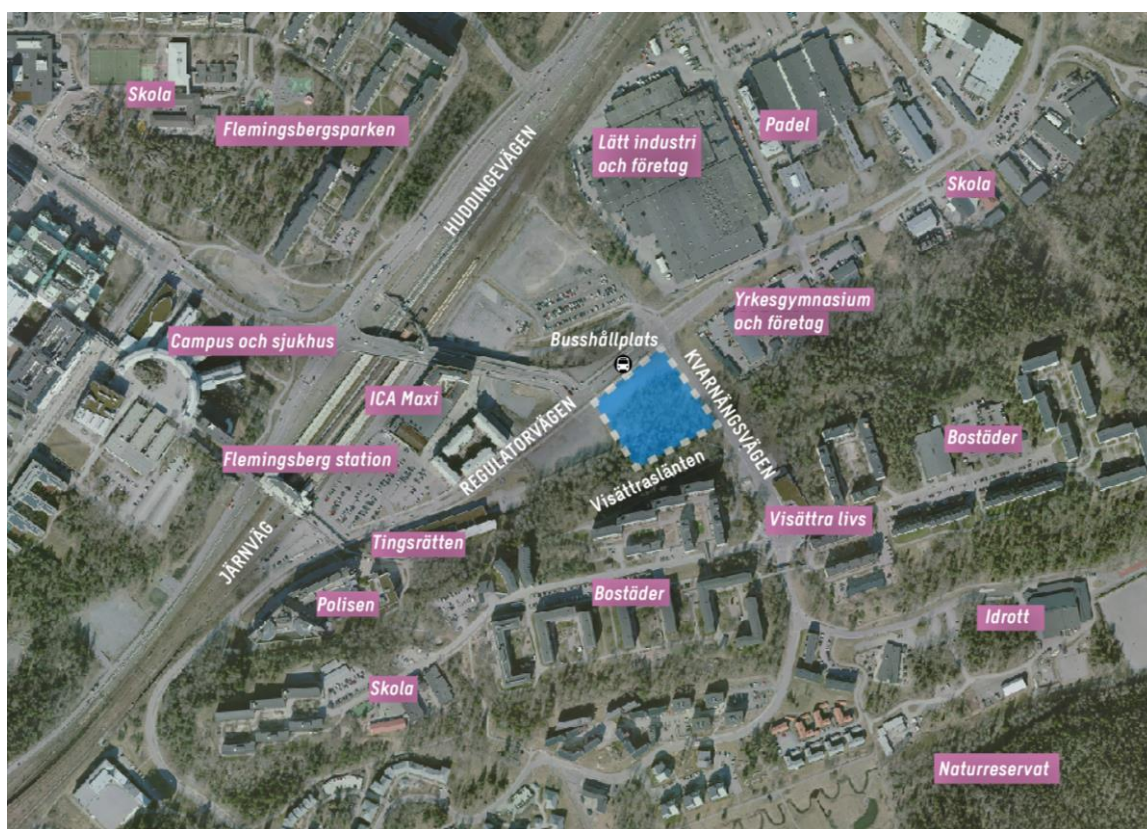 Skola
Flemingsbergsparken
HUDDINGEVÄGEN
Lätt industri
och företag
Padel
Skola
Yrkesgymnasium
och företag
Campus och sjukhus
Busshållplats
KVARNÄNGSVÄGEN
ICA Maxi
REGULATORVÄGEN
Flemingsberg station
Visättraslänten
Bostäder
Visättra livs
Tingsrätten
JÄRNVÄG
Polisen
Bostäder
Idrott
Skola
Naturreservat